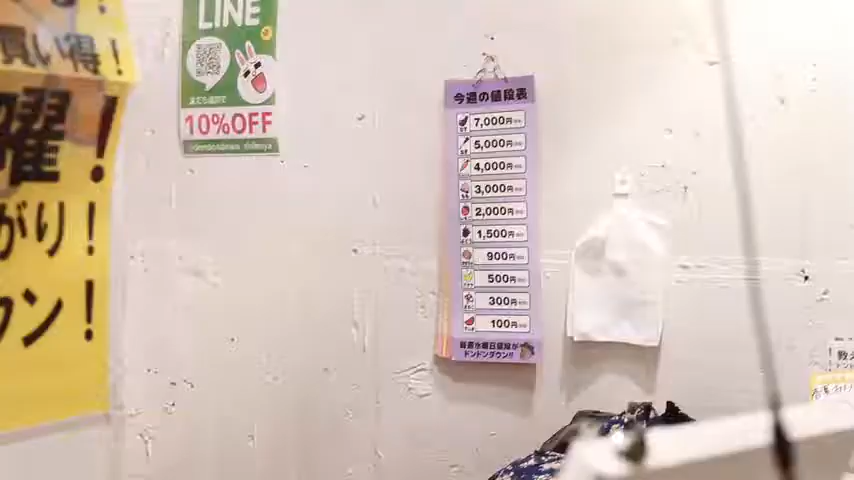 買い得!
曜!
がり!
ウン!
LINE
10%OFF
今週の値段表
7,000円
5,000円
4,000円
3,000円
2,000円
1,500円
900円
500円
300円
100円
毎週水曜日値段が
ドンドンダウン!!